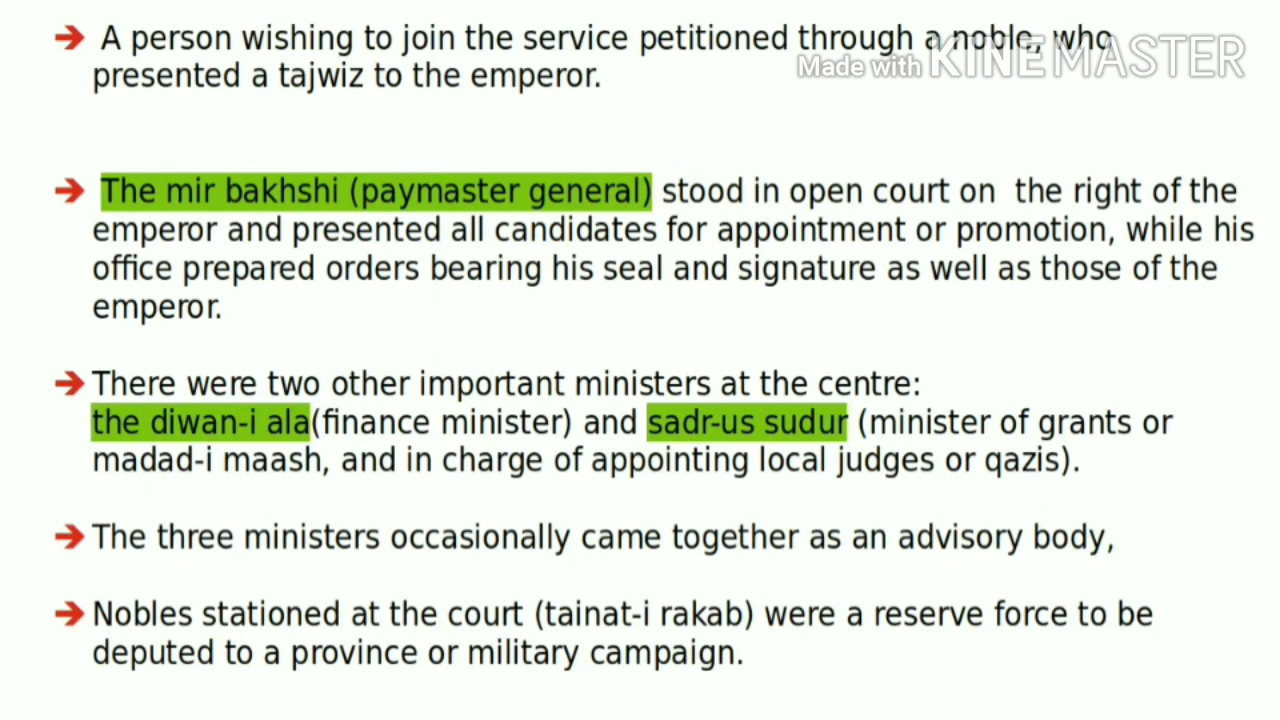 ➔ A person wishing to join the service petitioned through a noble, who
presented a tajwiz to the emperor.
Made with KINEMASTER
➔ The mir bakhshi (paymaster general) stood in open court on the right of the
emperor and presented all candidates for appointment or promotion, while his
office prepared orders bearing his seal and signature as well as those of the
emperor.
➔ There were two other important ministers at the centre:
the diwan-i ala(finance minister) and sadr-us sudur (minister of grants or
madad-i maash, and in charge of appointing local judges or qazis).
➔ The three ministers occasionally came together as an advisory body,
➔ Nobles stationed at the court (tainat-i rakab) were a reserve force to be
deputed to a province or military campaign.